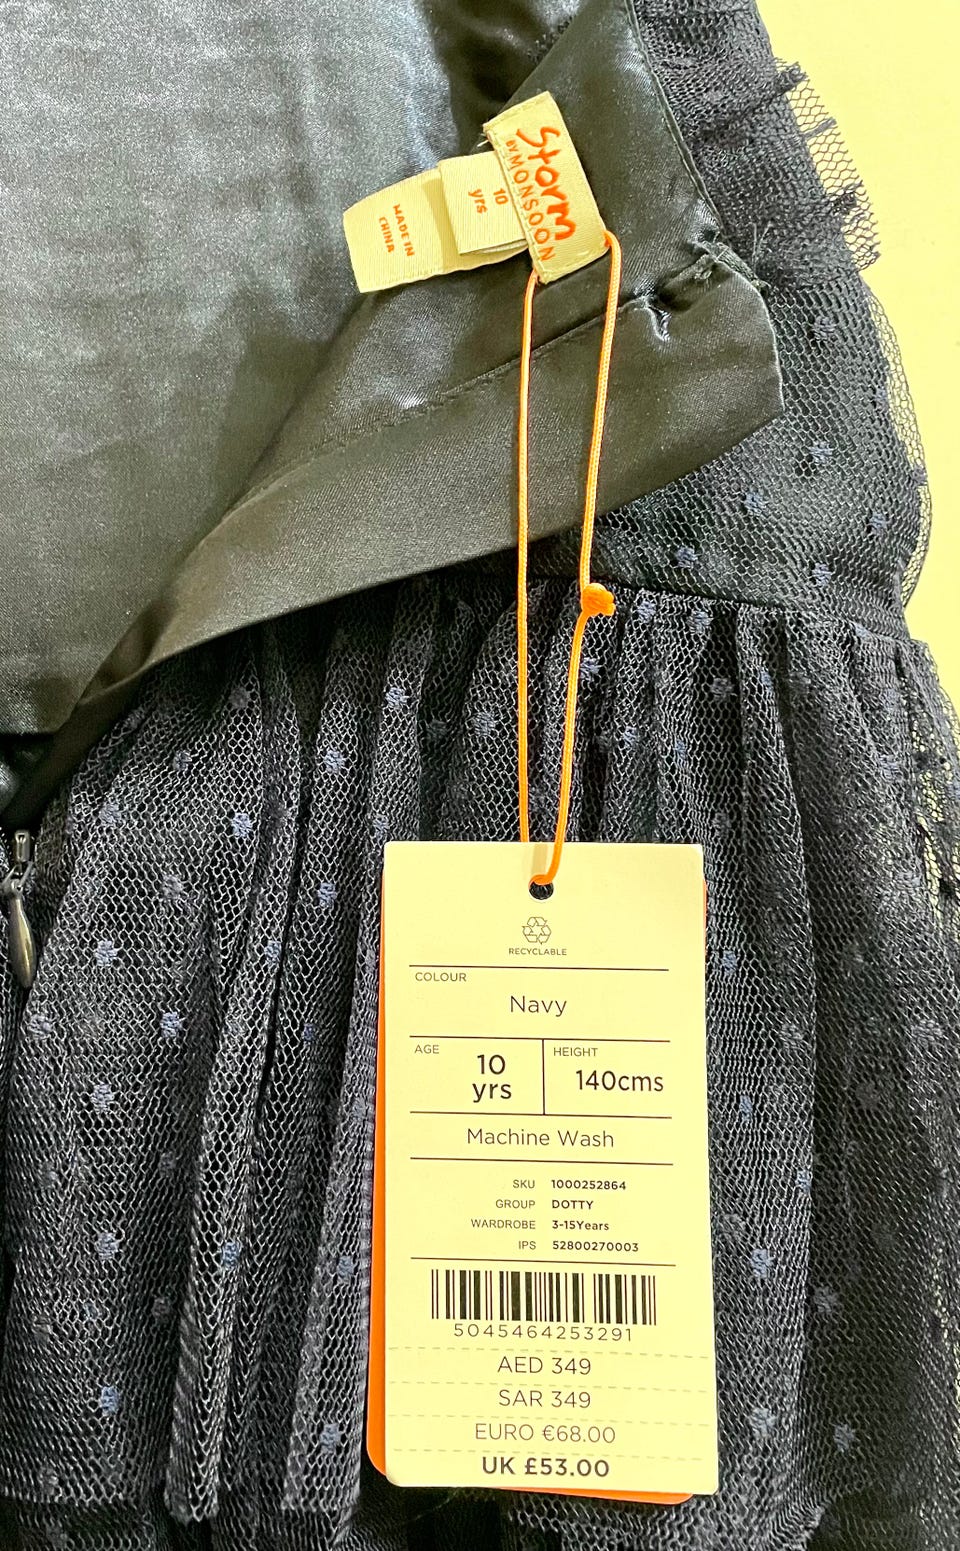 Storm
BY MONSOON
10
yrs
MADE IN
CHINA
RECYCLABLE
COLOUR
Navy
AGE
10
yrs
HEIGHT
140cms
Machine Wash
SKU 1000252864
GROUP DOTTY
WARDROBE 3-15Years
IPS 52800270003
5045464253291
AED 349
SAR 349
EURO €68.00
UK £53.00